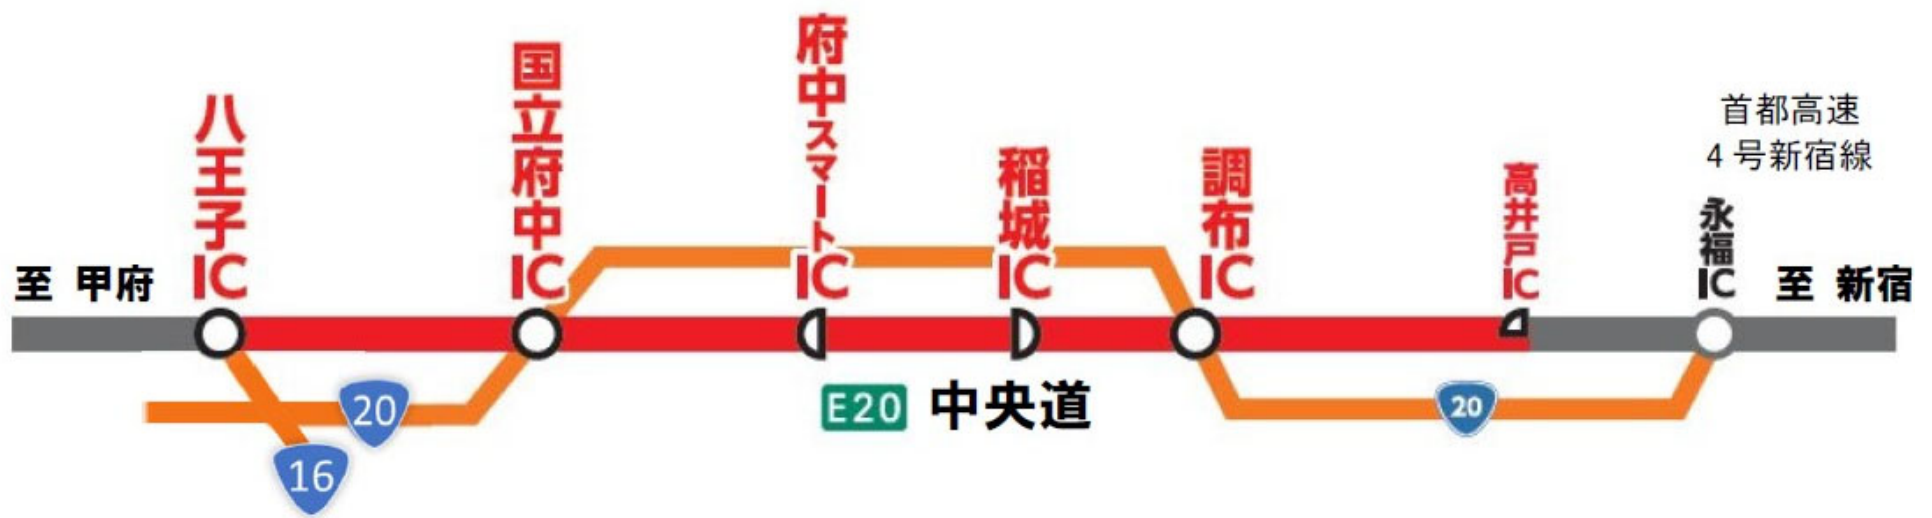 八王子IC
国立府中IC
府中スマートIC
稲城IC
調布IC
高井戸IC
首都高速
4号新宿線
永福IC
至 甲府
至 新宿
E20 中央道
20
20
16